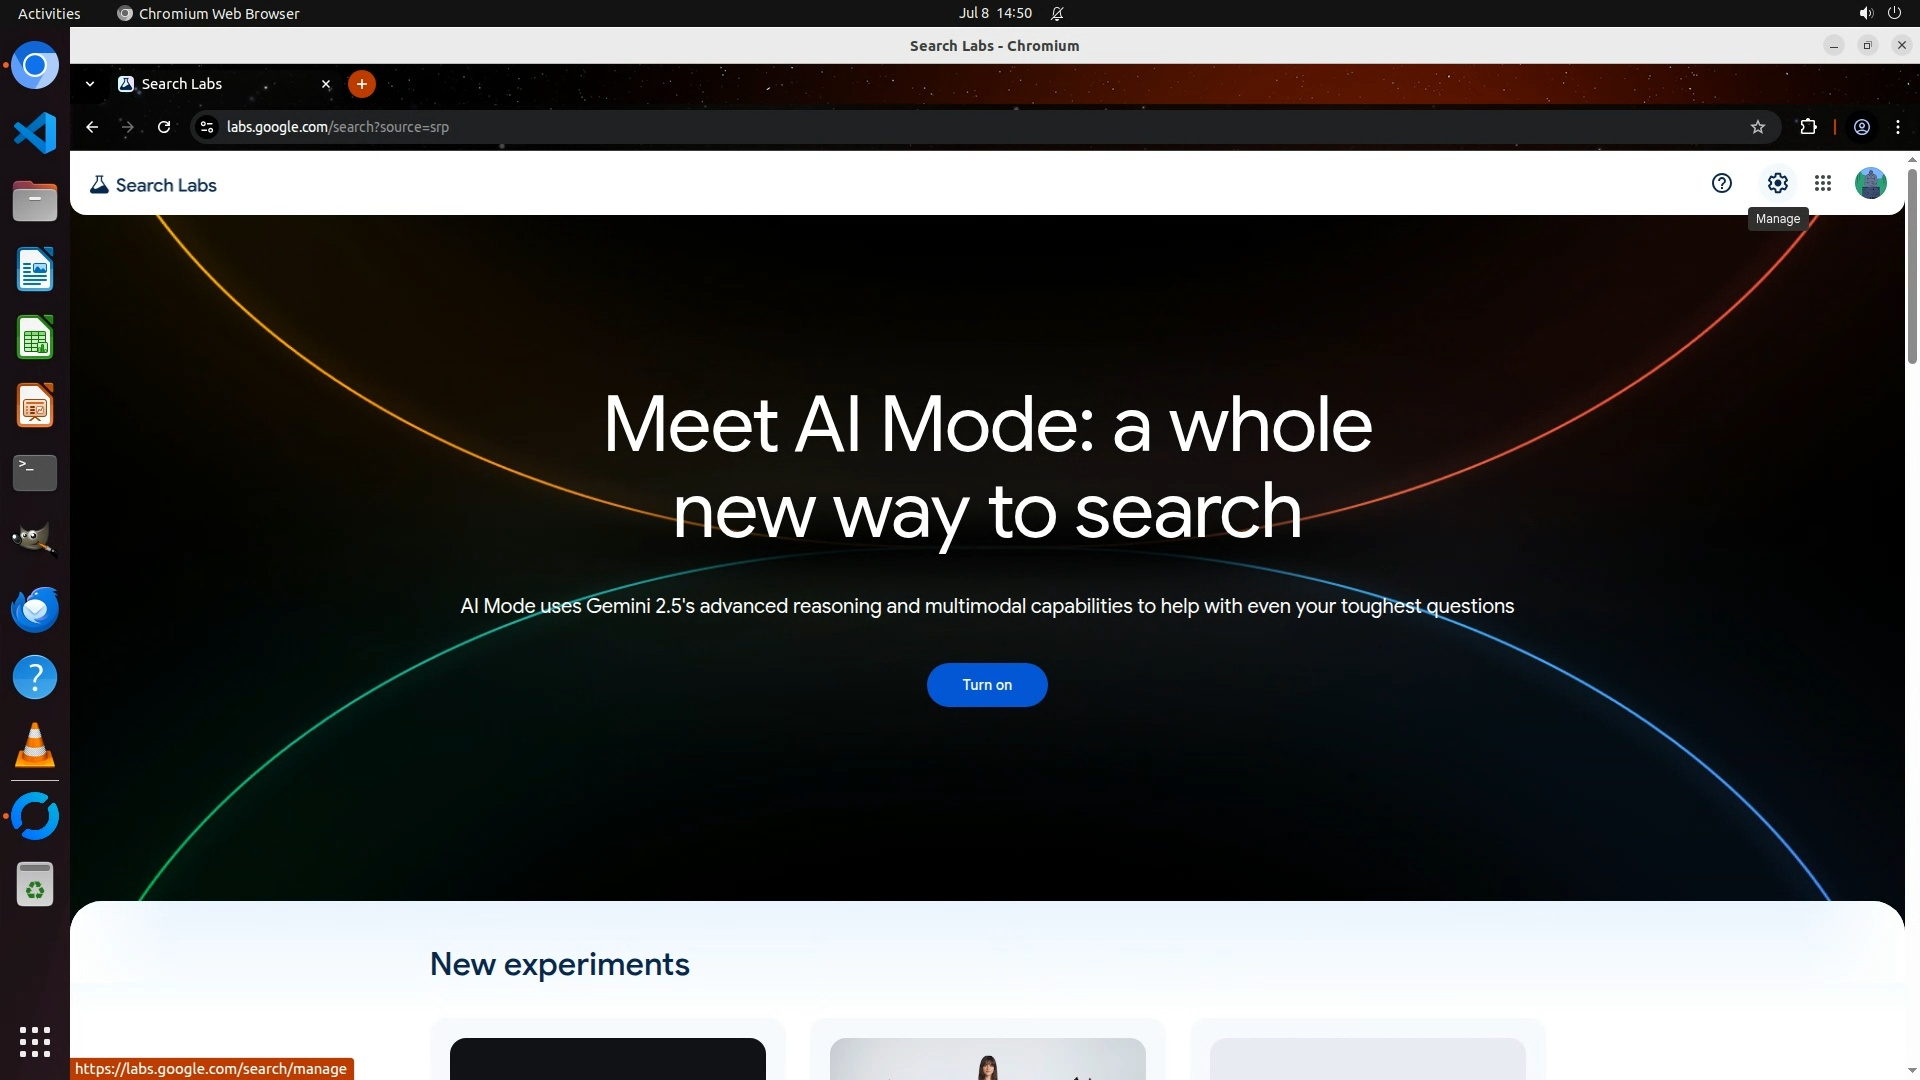 Activities
Chromium Web Browser
Jul 8 14:50
Search Labs - Chromium
Search Labs
labs.google.com/search?source=srp
Search Labs
Manage
Meet AI Mode: a whole
new way to search
AI Mode uses Gemini 2.5's advanced reasoning and multimodal capabilities to help with even your toughest questions
Turn on
New experiments
https://labs.google.com/search/manage